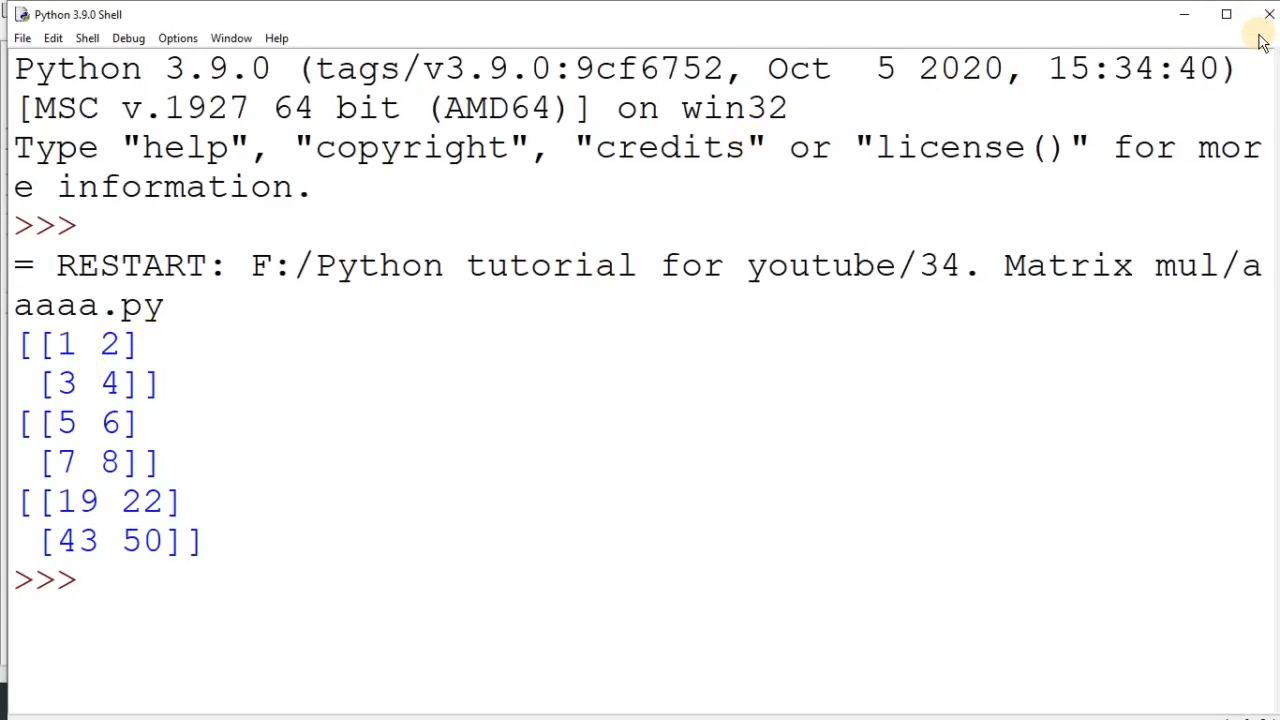 Python 3.9.0 Shell
File Edit Shell Debug Options Window Help
Python 3.9.0 (tags/v3.9.0:9cf6752, Oct  5 2020, 15:34:40)
[MSC v.1927 64 bit (AMD64)] on win32
Type "help", "copyright", "credits" or "license()" for mor
e information.
>>>
= RESTART: F:/Python tutorial for youtube/34. Matrix mul/a
aaaa.py
[[1 2]
 [3 4]]
[[5 6]
 [7 8]]
[[19 22]
 [43 50]]
>>>